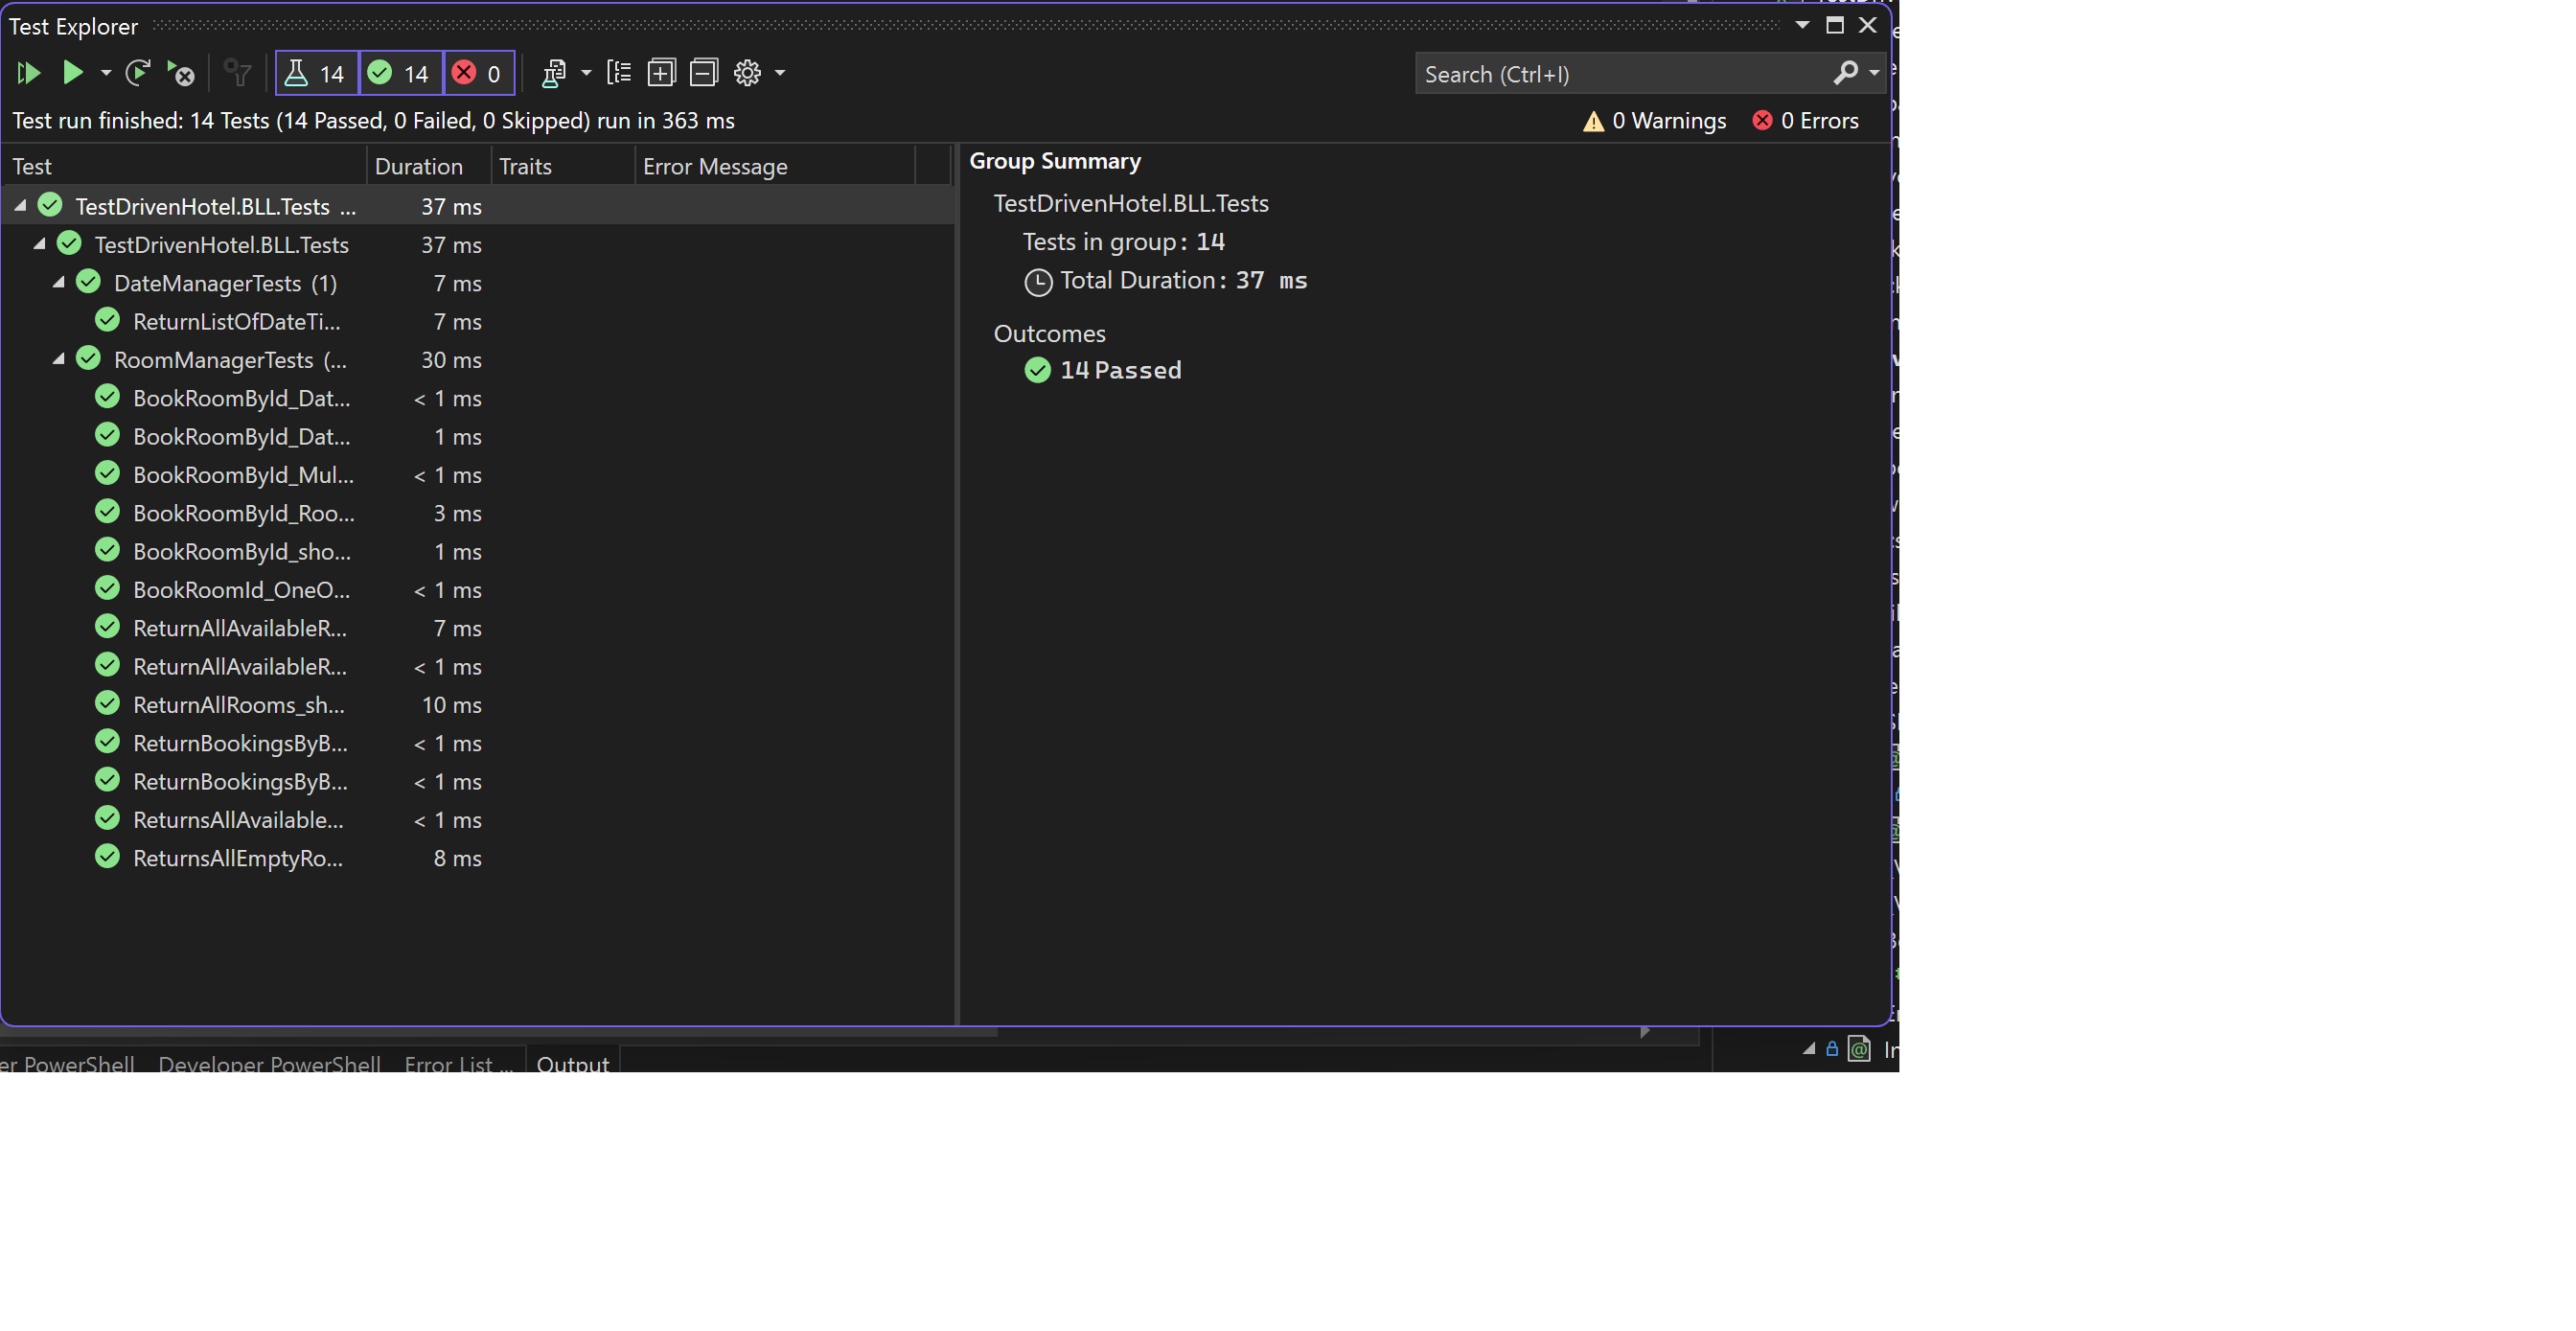 Test Explorer
14 14 0
Search (Ctrl+I)
Test run finished: 14 Tests (14 Passed, 0 Failed, 0 Skipped) run in 363 ms
0 Warnings 0 Errors
Test Duration Traits Error Message
TestDrivenHotel.BLL.Tests ... 37 ms
TestDrivenHotel.BLL.Tests 37 ms
DateManagerTests (1) 7 ms
ReturnListOfDateTi... 7 ms
RoomManagerTests (... 30 ms
BookRoomById_Dat... < 1 ms
BookRoomById_Dat... 1 ms
BookRoomById_Mul... < 1 ms
BookRoomById_Roo... 3 ms
BookRoomById_sho... 1 ms
BookRoomId_OneO... < 1 ms
ReturnAllAvailableR... 7 ms
ReturnAllAvailableR... < 1 ms
ReturnAllRooms_sh... 10 ms
ReturnBookingsByB... < 1 ms
ReturnBookingsByB... < 1 ms
ReturnsAllAvailable... < 1 ms
ReturnsAllEmptyRo... 8 ms
Group Summary
TestDrivenHotel.BLL.Tests
Tests in group: 14
Total Duration: 37 ms
Outcomes
14 Passed
er PowerShell Developer PowerShell Error List ... Output